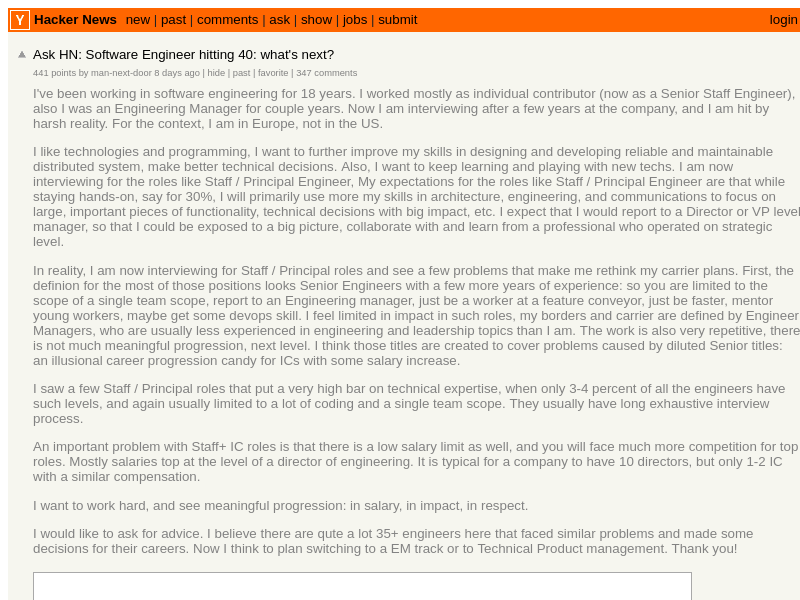 Y Hacker News new | past | comments | ask | show | jobs | submit login
Ask HN: Software Engineer hitting 40: what's next?
441 points by man-next-door 8 days ago | hide | past | favorite | 347 comments
I've been working in software engineering for 18 years. I worked mostly as individual contributor (now as a Senior Staff Engineer),
also I was an Engineering Manager for couple years. Now I am interviewing after a few years at the company, and I am hit by
harsh reality. For the context, I am in Europe, not in the US.
I like technologies and programming, I want to further improve my skills in designing and developing reliable and maintainable
distributed system, make better technical decisions. Also, I want to keep learning and playing with new techs. I am now
interviewing for the roles like Staff / Principal Engineer, My expectations for the roles like Staff / Principal Engineer are that while
staying hands-on, say for 30%, I will primarily use more my skills in architecture, engineering, and communications to focus on
large, important pieces of functionality, technical decisions with big impact, etc. I expect that I would report to a Director or VP level
manager, so that I could be exposed to a big picture, collaborate with and learn from a professional who operated on strategic
level.
In reality, I am now interviewing for Staff / Principal roles and see a few problems that make me rethink my carrier plans. First, the
definion for the most of those positions looks Senior Engineers with a few more years of experience: so you are limited to the
scope of a single team scope, report to an Engineering manager, just be a worker at a feature conveyor, just be faster, mentor
young workers, maybe get some devops skill. I feel limited in impact in such roles, my borders and carrier are defined by Engineer
Managers, who are usually less experienced in engineering and leadership topics than I am. The work is also very repetitive, there
is not much meaningful progression, next level. I think those titles are created to cover problems caused by diluted Senior titles:
an illusional career progression candy for ICs with some salary increase.
I saw a few Staff / Principal roles that put a very high bar on technical expertise, when only 3-4 percent of all the engineers have
such levels, and again usually limited to a lot of coding and a single team scope. They usually have long exhaustive interview
process.
An important problem with Staff+ IC roles is that there is a low salary limit as well, and you will face much more competition for top
roles. Mostly salaries top at the level of a director of engineering. It is typical for a company to have 10 directors, but only 1-2 IC
with a similar compensation.
I want to work hard, and see meaningful progression: in salary, in impact, in respect.
I would like to ask for advice. I believe there are qute a lot 35+ engineers here that faced similar problems and made some
decisions for their careers. Now I think to plan switching to a EM track or to Technical Product management. Thank you!